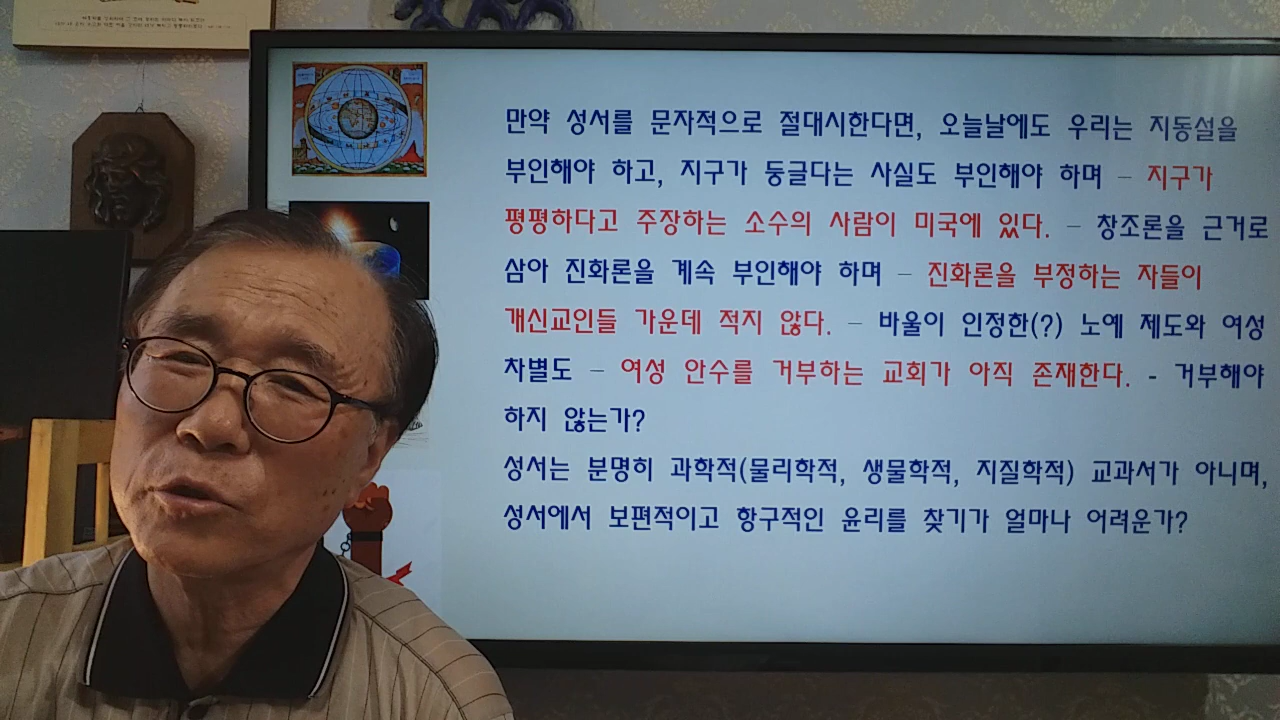 만약 성서를 문자적으로 절대시한다면, 오늘날에도 우리는 지동설을
부인해야 하고, 지구가 둥글다는 사실도 부인해야 하며 – 지구가
평평하다고 주장하는 소수의 사람이 미국에 있다. – 창조론을 근거로
삼아 진화론을 계속 부인해야 하며 – 진화론을 부정하는 자들이
개신교인들 가운데 적지 않다. – 바울이 인정한(?) 노예 제도와 여성
차별도 – 여성 안수를 거부하는 교회가 아직 존재한다. - 거부해야
하지 않는가?
성서는 분명히 과학적(물리학적, 생물학적, 지질학적) 교과서가 아니며,
성서에서 보편적이고 항구적인 윤리를 찾기가 얼마나 어려운가?